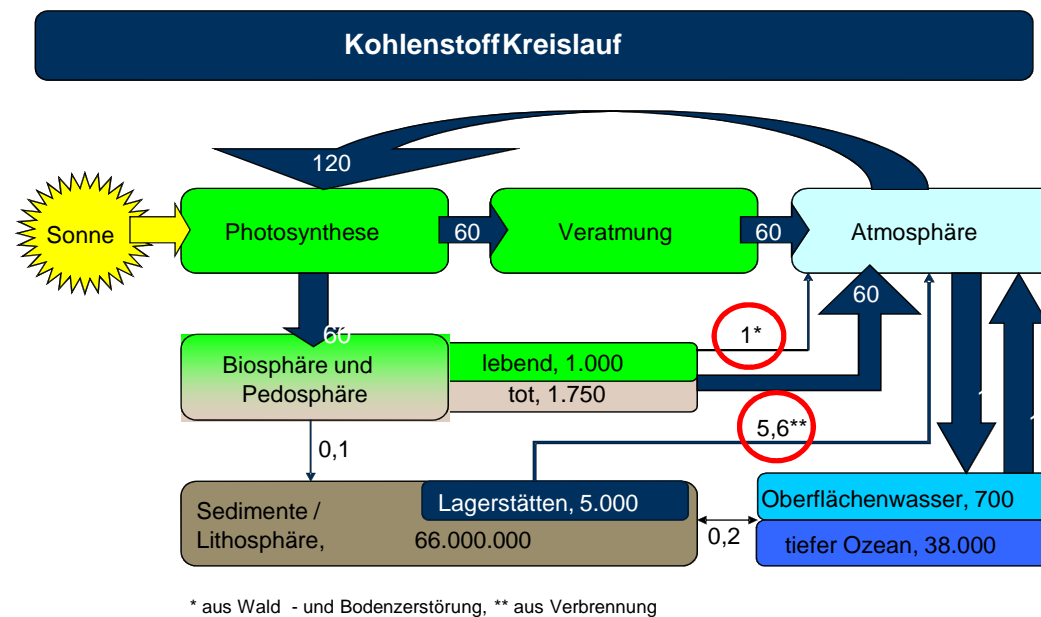 KohlenstoffKreislauf
120
Sonne
Photosynthese
60
Veratmung
60
Atmosphäre
60
60
1*
Biosphäre und
Pedosphäre
lebend, 1.000
tot, 1.750
5,6**
0,1
Sedimente /
Lithosphäre, 66.000.000
Lagerstätten, 5.000
0,2
Oberflächenwasser, 700
tiefer Ozean, 38.000
* aus Wald - und Bodenzerstörung, ** aus Verbrennung